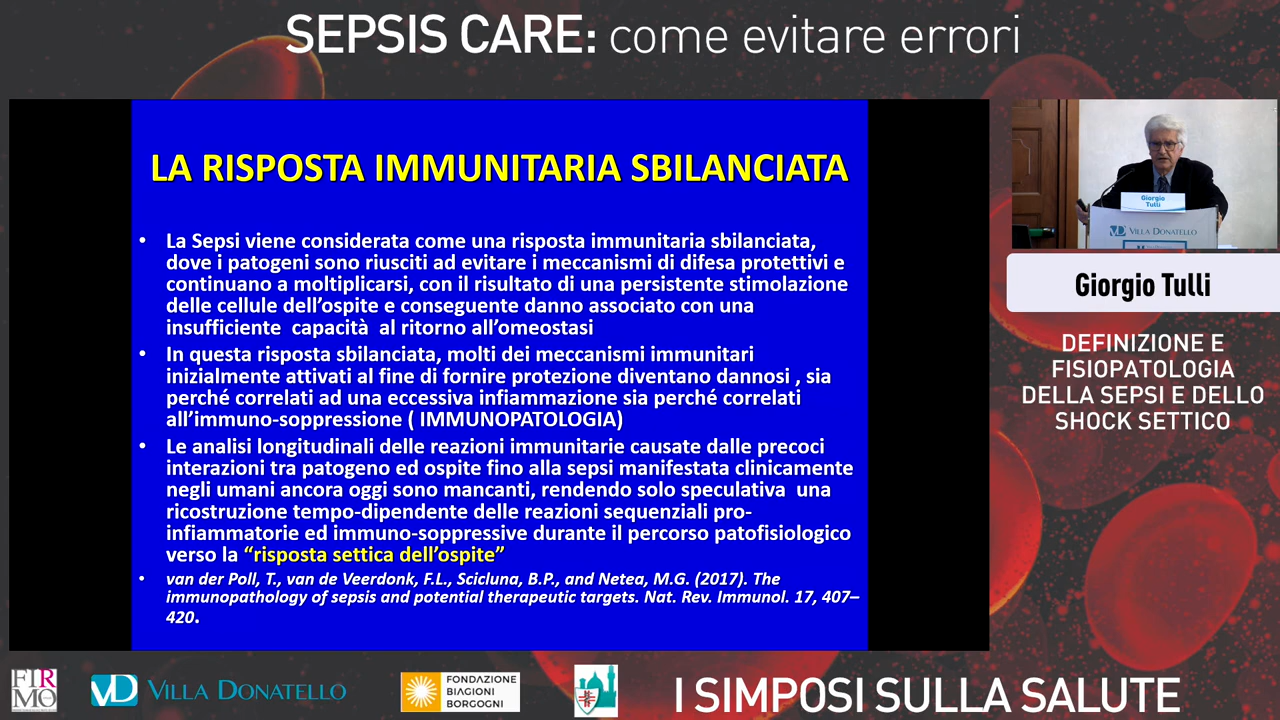 SEPSIS CARE: come evitare errori
LA RISPOSTA IMMUNITARIA SBILANCIATA
• La Sepsi viene considerata come una risposta immunitaria sbilanciata,
dove i patogeni sono riusciti ad evitare i meccanismi di difesa protettivi e
continuano a moltiplicarsi, con il risultato di una persistente stimolazione
delle cellule dell'ospite e conseguente danno associato con una
insufficiente capacità al ritorno all'omeostasi
• In questa risposta sbilanciata, molti dei meccanismi immunitari
inizialmente attivati al fine di fornire protezione diventano dannosi , sia
perché correlati ad una eccessiva infiammazione sia perché correlati
all'immuno-soppressione ( IMMUNOPATOLOGIA)
• Le analisi longitudinali delle reazioni immunitarie causate dalle precoci
interazioni tra patogeno ed ospite fino alla sepsi manifestata clinicamente
negli umani ancora oggi sono mancanti, rendendo solo speculativa una
ricostruzione tempo-dipendente delle reazioni sequenziali pro-
infiammatorie ed immuno-soppressive durante il percorso patofisiologico
verso la "risposta settica dell'ospite"
• van der Poll, T., van de Veerdonk, F.L., Scicluna, B.P., and Netea, M.G. (2017). The
immunopathology of sepsis and potential therapeutic targets. Nat. Rev. Immunol. 17, 407–
420.
Giorgio
Tulli
VD VILLA DONATELLO
Giorgio Tulli
DEFINIZIONE E
FISIOPATOLOGIA
DELLA SEPSI E DELLO
SHOCK SETTICO
FIR
MO
VD VILLA DONATELLO
FONDAZIONE
BIAGIONI
BORGOGNI
I SIMPOSI SULLA SALUTE